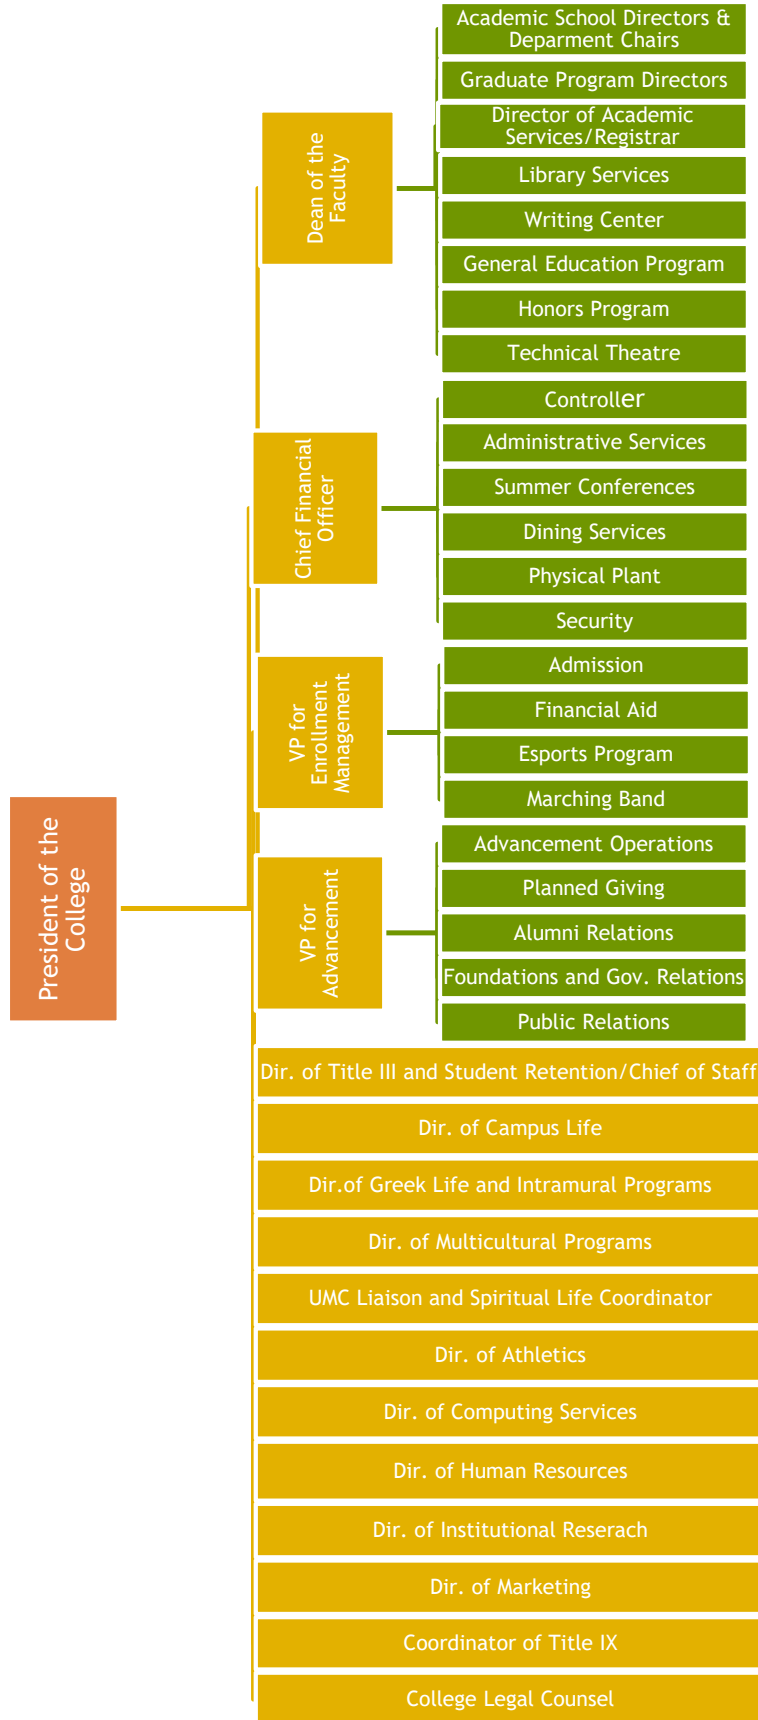 President of the
College
Dean of the
Faculty
Academic School Directors &
Deparment Chairs
Graduate Program Directors
Director of Academic
Services/Registrar
Library Services
Writing Center
General Education Program
Honors Program
Technical Theatre
Chief Financial
Officer
Controller
Administrative Services
Summer Conferences
Dining Services
Physical Plant
Security
VP for
Enrollment
Management
Admission
Financial Aid
Esports Program
Marching Band
VP for
Advancement
Advancement Operations
Planned Giving
Alumni Relations
Foundations and Gov. Relations
Public Relations
Dir. of Title III and Student Retention/Chief of Staff
Dir. of Campus Life
Dir.of Greek Life and Intramural Programs
Dir. of Multicultural Programs
UMC Liaison and Spiritual Life Coordinator
Dir. of Athletics
Dir. of Computing Services
Dir. of Human Resources
Dir. of Institutional Reserach
Dir. of Marketing
Coordinator of Title IX
College Legal Counsel